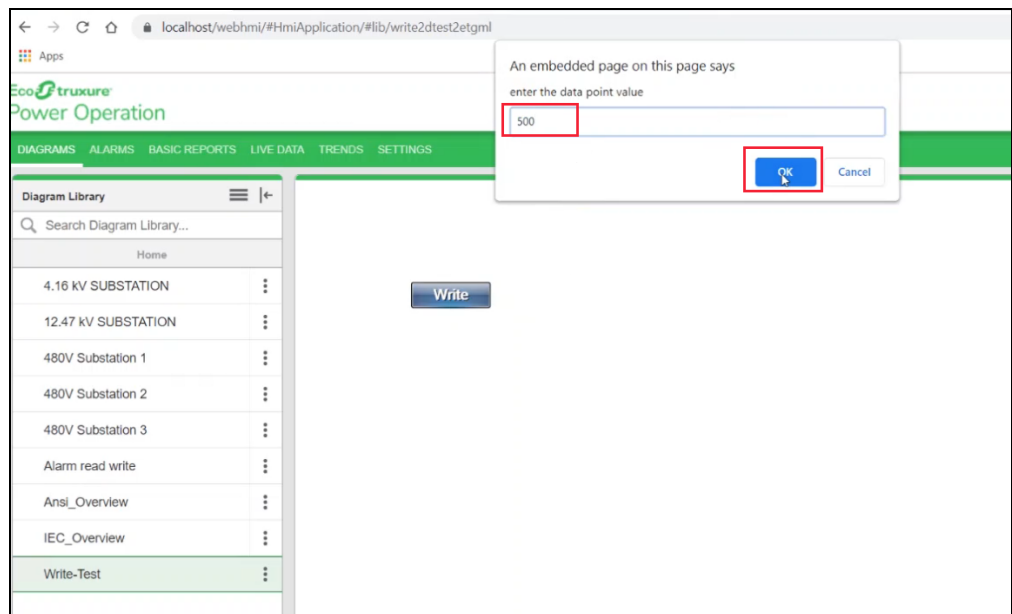 localhost/webhmi/#HmiApplication/#lib/write2dtest2etgml
Apps
An embedded page on this page says
enter the data point value
500
OK
Cancel
EcoStruxure
Power Operation
DIAGRAMS ALARMS BASIC REPORTS LIVE DATA TRENDS SETTINGS
Diagram Library
Search Diagram Library...
Home
4.16 kV SUBSTATION
12.47 kV SUBSTATION
480V Substation 1
480V Substation 2
480V Substation 3
Alarm read write
Ansi_Overview
IEC_Overview
Write-Test
Write